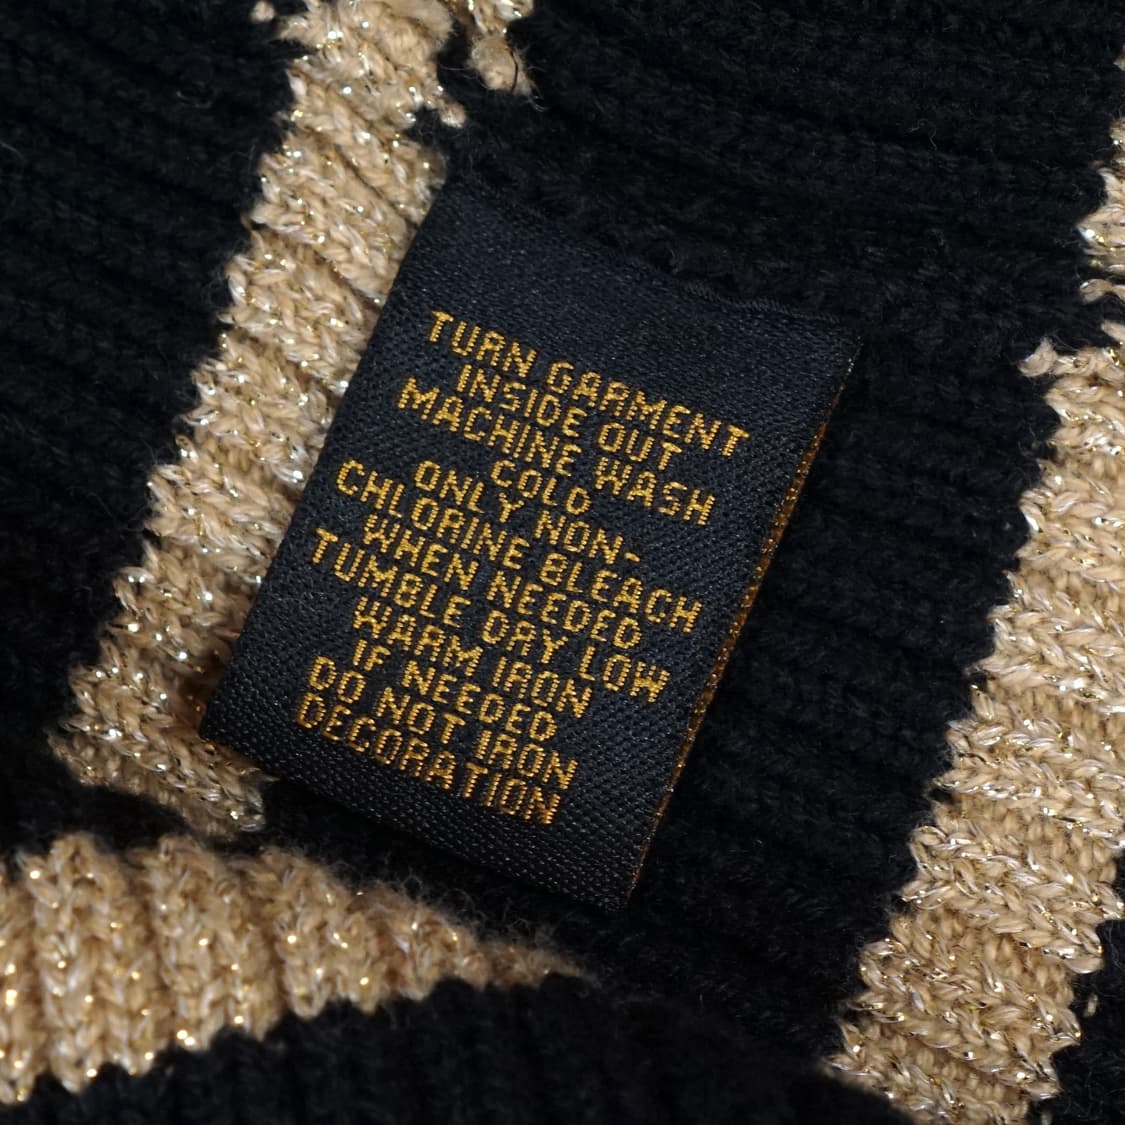 TURN GARMENT
INSIDE OUT
MACHINE WASH
COLD
ONLY NON-
CHLORINE BLEACH
WHEN NEEDED
TUMBLE DRY LOW
WARM IRON
IF NEEDED
DO NOT IRON
DECORATION